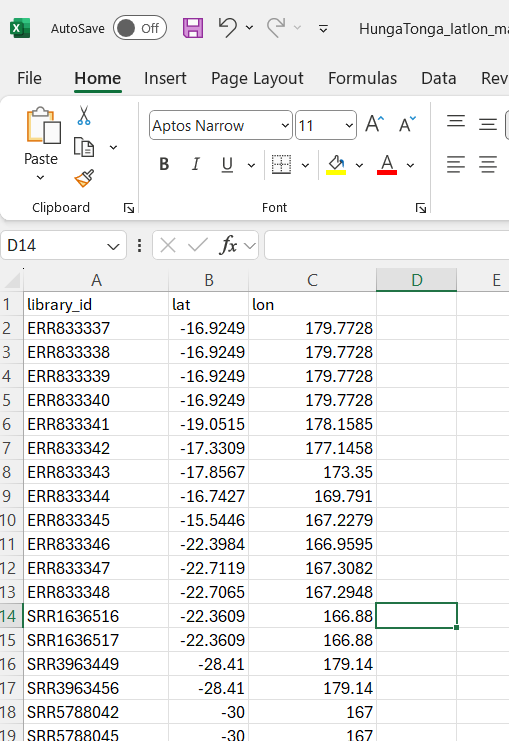 AutoSave Off HungaTonga_latlon_ma
File Home Insert Page Layout Formulas Data Rev
Paste
Aptos Narrow 11 A A
B I U A
Clipboard Font
D14 fx
A B C D E
1 library_id lat lon
2 ERR833337 -16.9249 179.7728
3 ERR833338 -16.9249 179.7728
4 ERR833339 -16.9249 179.7728
5 ERR833340 -16.9249 179.7728
6 ERR833341 -19.0515 178.1585
7 ERR833342 -17.3309 177.1458
8 ERR833343 -17.8567 173.35
9 ERR833344 -16.7427 169.791
10 ERR833345 -15.5446 167.2279
11 ERR833346 -22.3984 166.9595
12 ERR833347 -22.7119 167.3082
13 ERR833348 -22.7065 167.2948
14 SRR1636516 -22.3609 166.88
15 SRR1636517 -22.3609 166.88
16 SRR3963449 -28.41 179.14
17 SRR3963456 -28.41 179.14
18 SRR5788042 -30 167
19 SRR5788045 -30 167